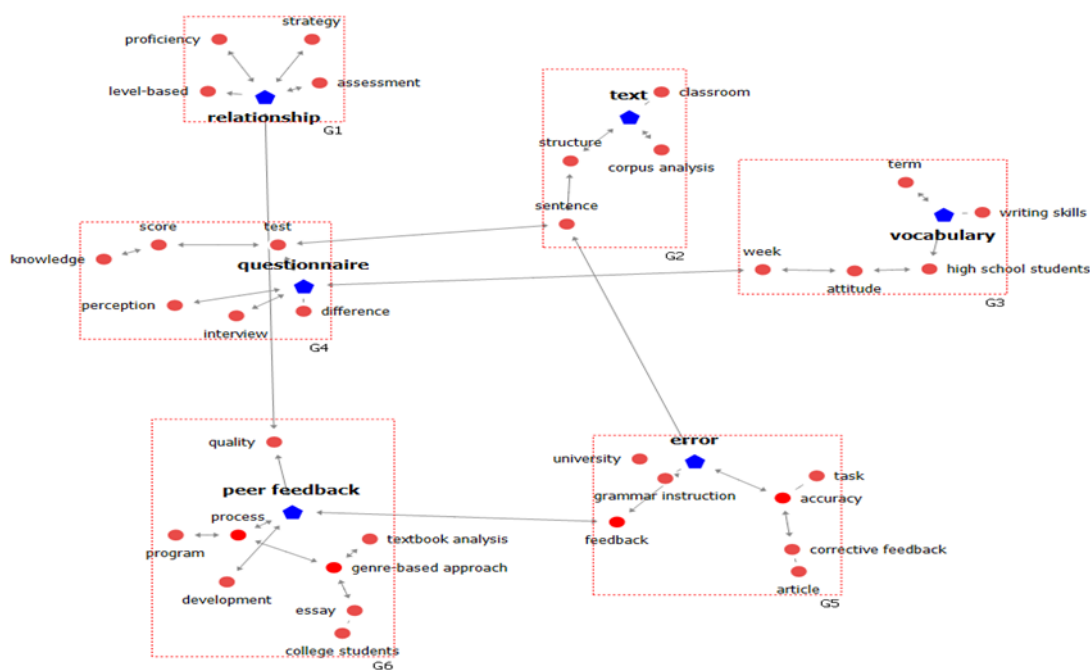 strategy
proficiency
assessment
level-based
relationship
G1
text
classroom
structure
corpus analysis
sentence
G2
term
writing skills
vocabulary
week
high school students
attitude
G3
score
test
knowledge
questionnaire
perception
difference
interview
G4
quality
peer feedback
process
textbook analysis
program
genre-based approach
development
essay
college students
G6
error
university
task
grammar instruction
accuracy
feedback
corrective feedback
article
G5